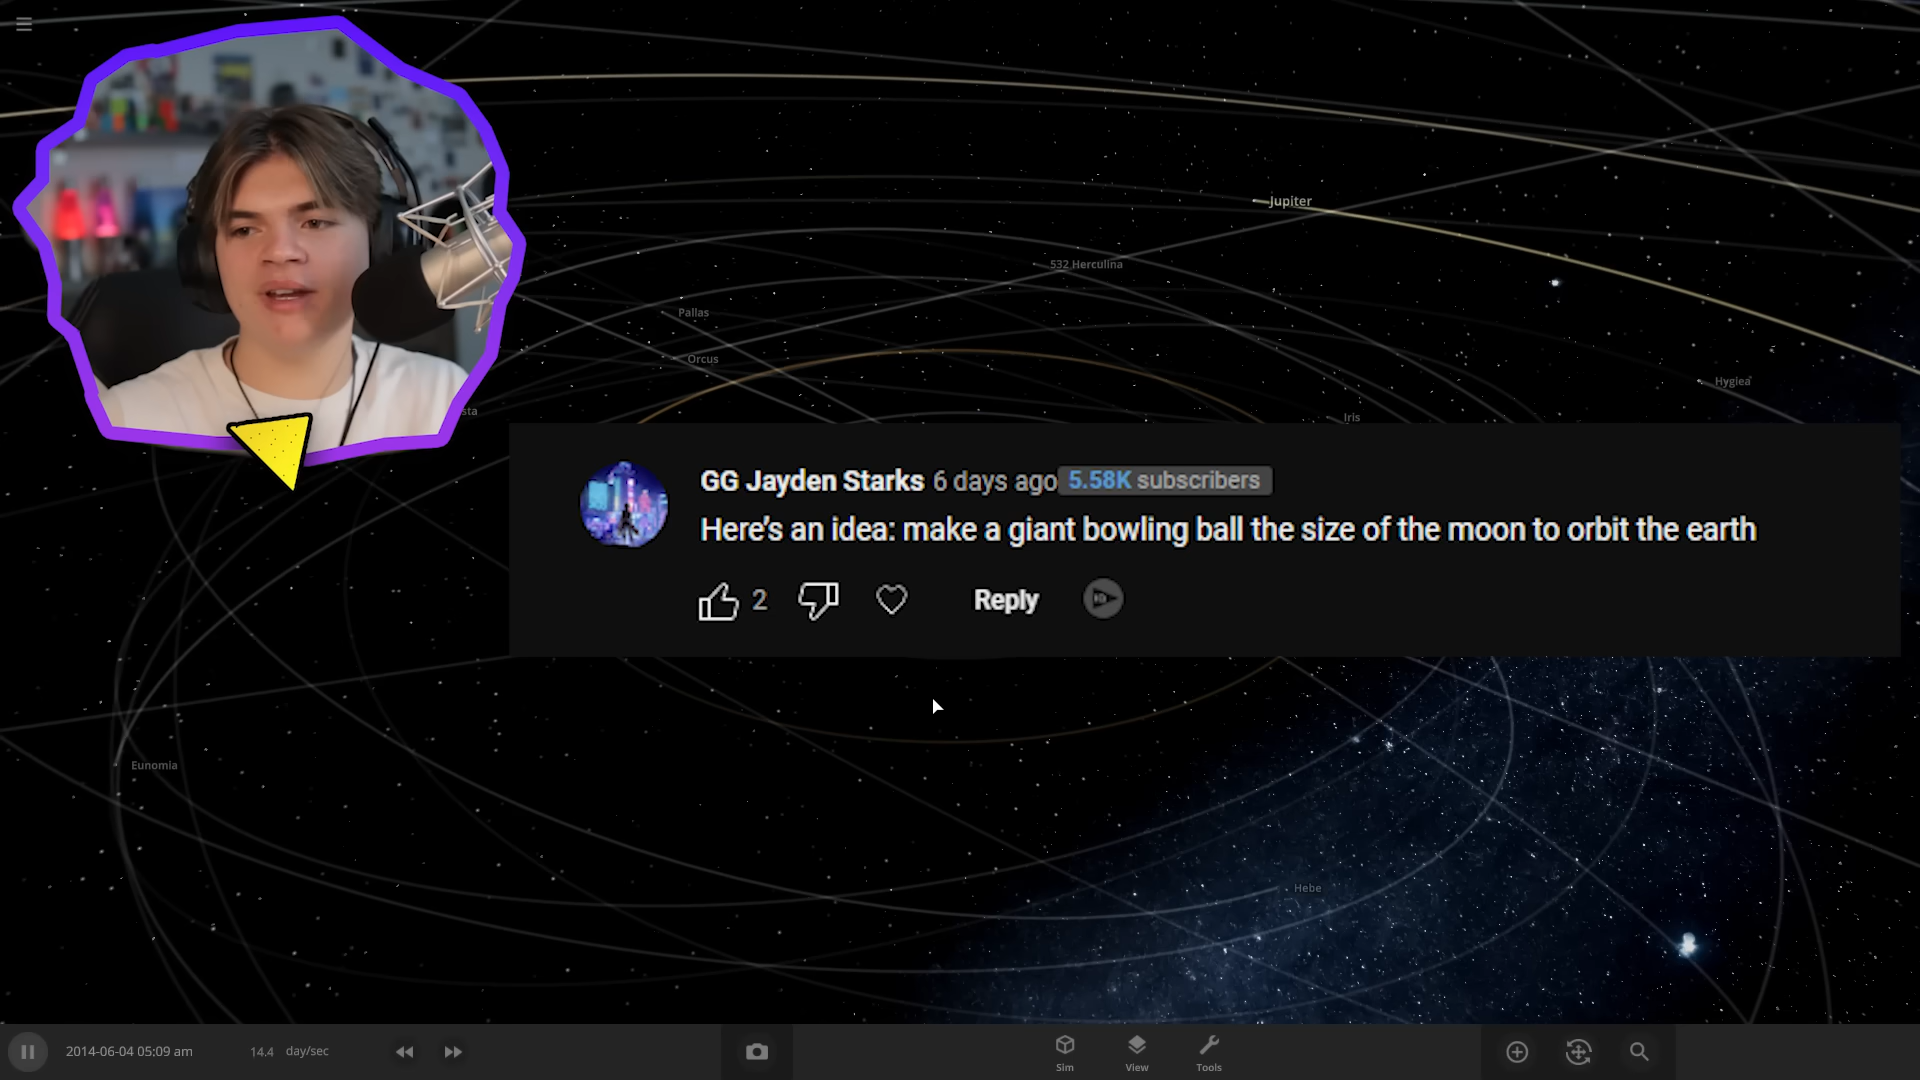 Jupiter
532 Herculina
Pallas
Orcus
Hygiea
sta
Iris
GG Jayden Starks 6 days ago 5.58K subscribers
Here's an idea: make a giant bowling ball the size of the moon to orbit the earth
2 Reply
Eunomia
Hebe
2014-06-04 05:09 am 14.4 day/sec
Sim View Tools